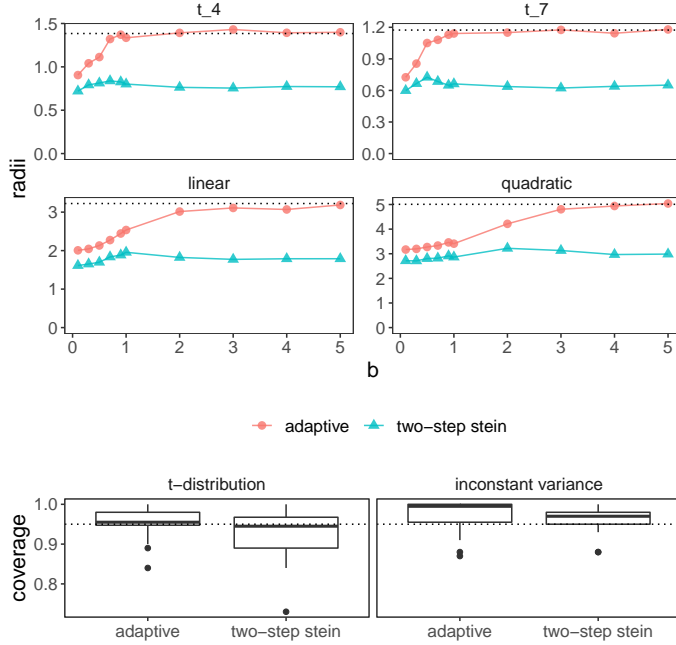 t_4
t_7
1.5
1.0
0.5
0.0
1.2
0.9
0.6
0.3
0.0
radii
linear
quadratic
3
2
1
0
5
4
3
2
1
0
0 1 2 3 4 5
0 1 2 3 4 5
b
adaptive two-step stein
t-distribution
inconstant variance
coverage
1.0
0.9
0.8
adaptive two-step stein
adaptive two-step stein